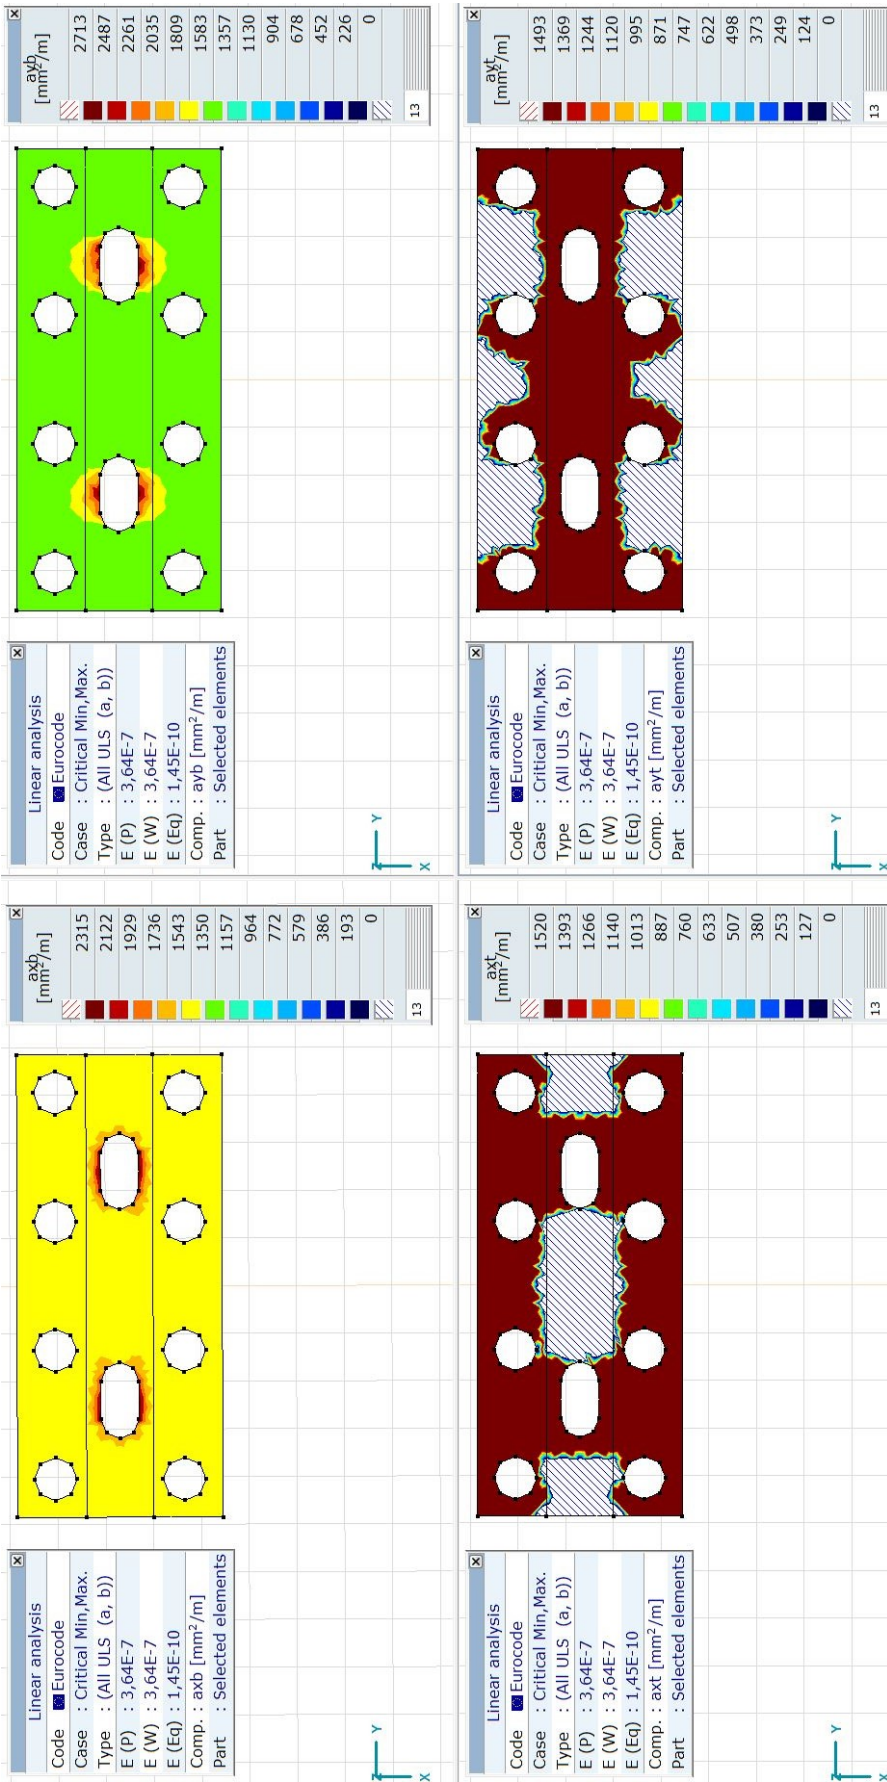 Linear analysis
Code Eurocode
Case : Critical Min,Max.
Type : (All ULS (a, b))
E (P) : 3,64E-7
E (W) : 3,64E-7
E (Eq) : 1,45E-10
Comp. : axb [mm²/m]
Part : Selected elements
axb
[mm²/m]
2315
2122
1929
1736
1543
1350
1157
964
772
579
386
193
0
13
Y
X
Linear analysis
Code Eurocode
Case : Critical Min,Max.
Type : (All ULS (a, b))
E (P) : 3,64E-7
E (W) : 3,64E-7
E (Eq) : 1,45E-10
Comp. : ayb [mm²/m]
Part : Selected elements
ayb
[mm²/m]
2713
2487
2261
2035
1809
1583
1357
1130
904
678
452
226
0
13
Y
X
Linear analysis
Code Eurocode
Case : Critical Min,Max.
Type : (All ULS (a, b))
E (P) : 3,64E-7
E (W) : 3,64E-7
E (Eq) : 1,45E-10
Comp. : axt [mm²/m]
Part : Selected elements
axt
[mm²/m]
1520
1393
1266
1140
1013
887
760
633
507
380
253
127
0
13
Y
X
Linear analysis
Code Eurocode
Case : Critical Min,Max.
Type : (All ULS (a, b))
E (P) : 3,64E-7
E (W) : 3,64E-7
E (Eq) : 1,45E-10
Comp. : ayt [mm²/m]
Part : Selected elements
ayt
[mm²/m]
1493
1369
1244
1120
995
871
747
622
498
373
249
124
0
13
Y
X